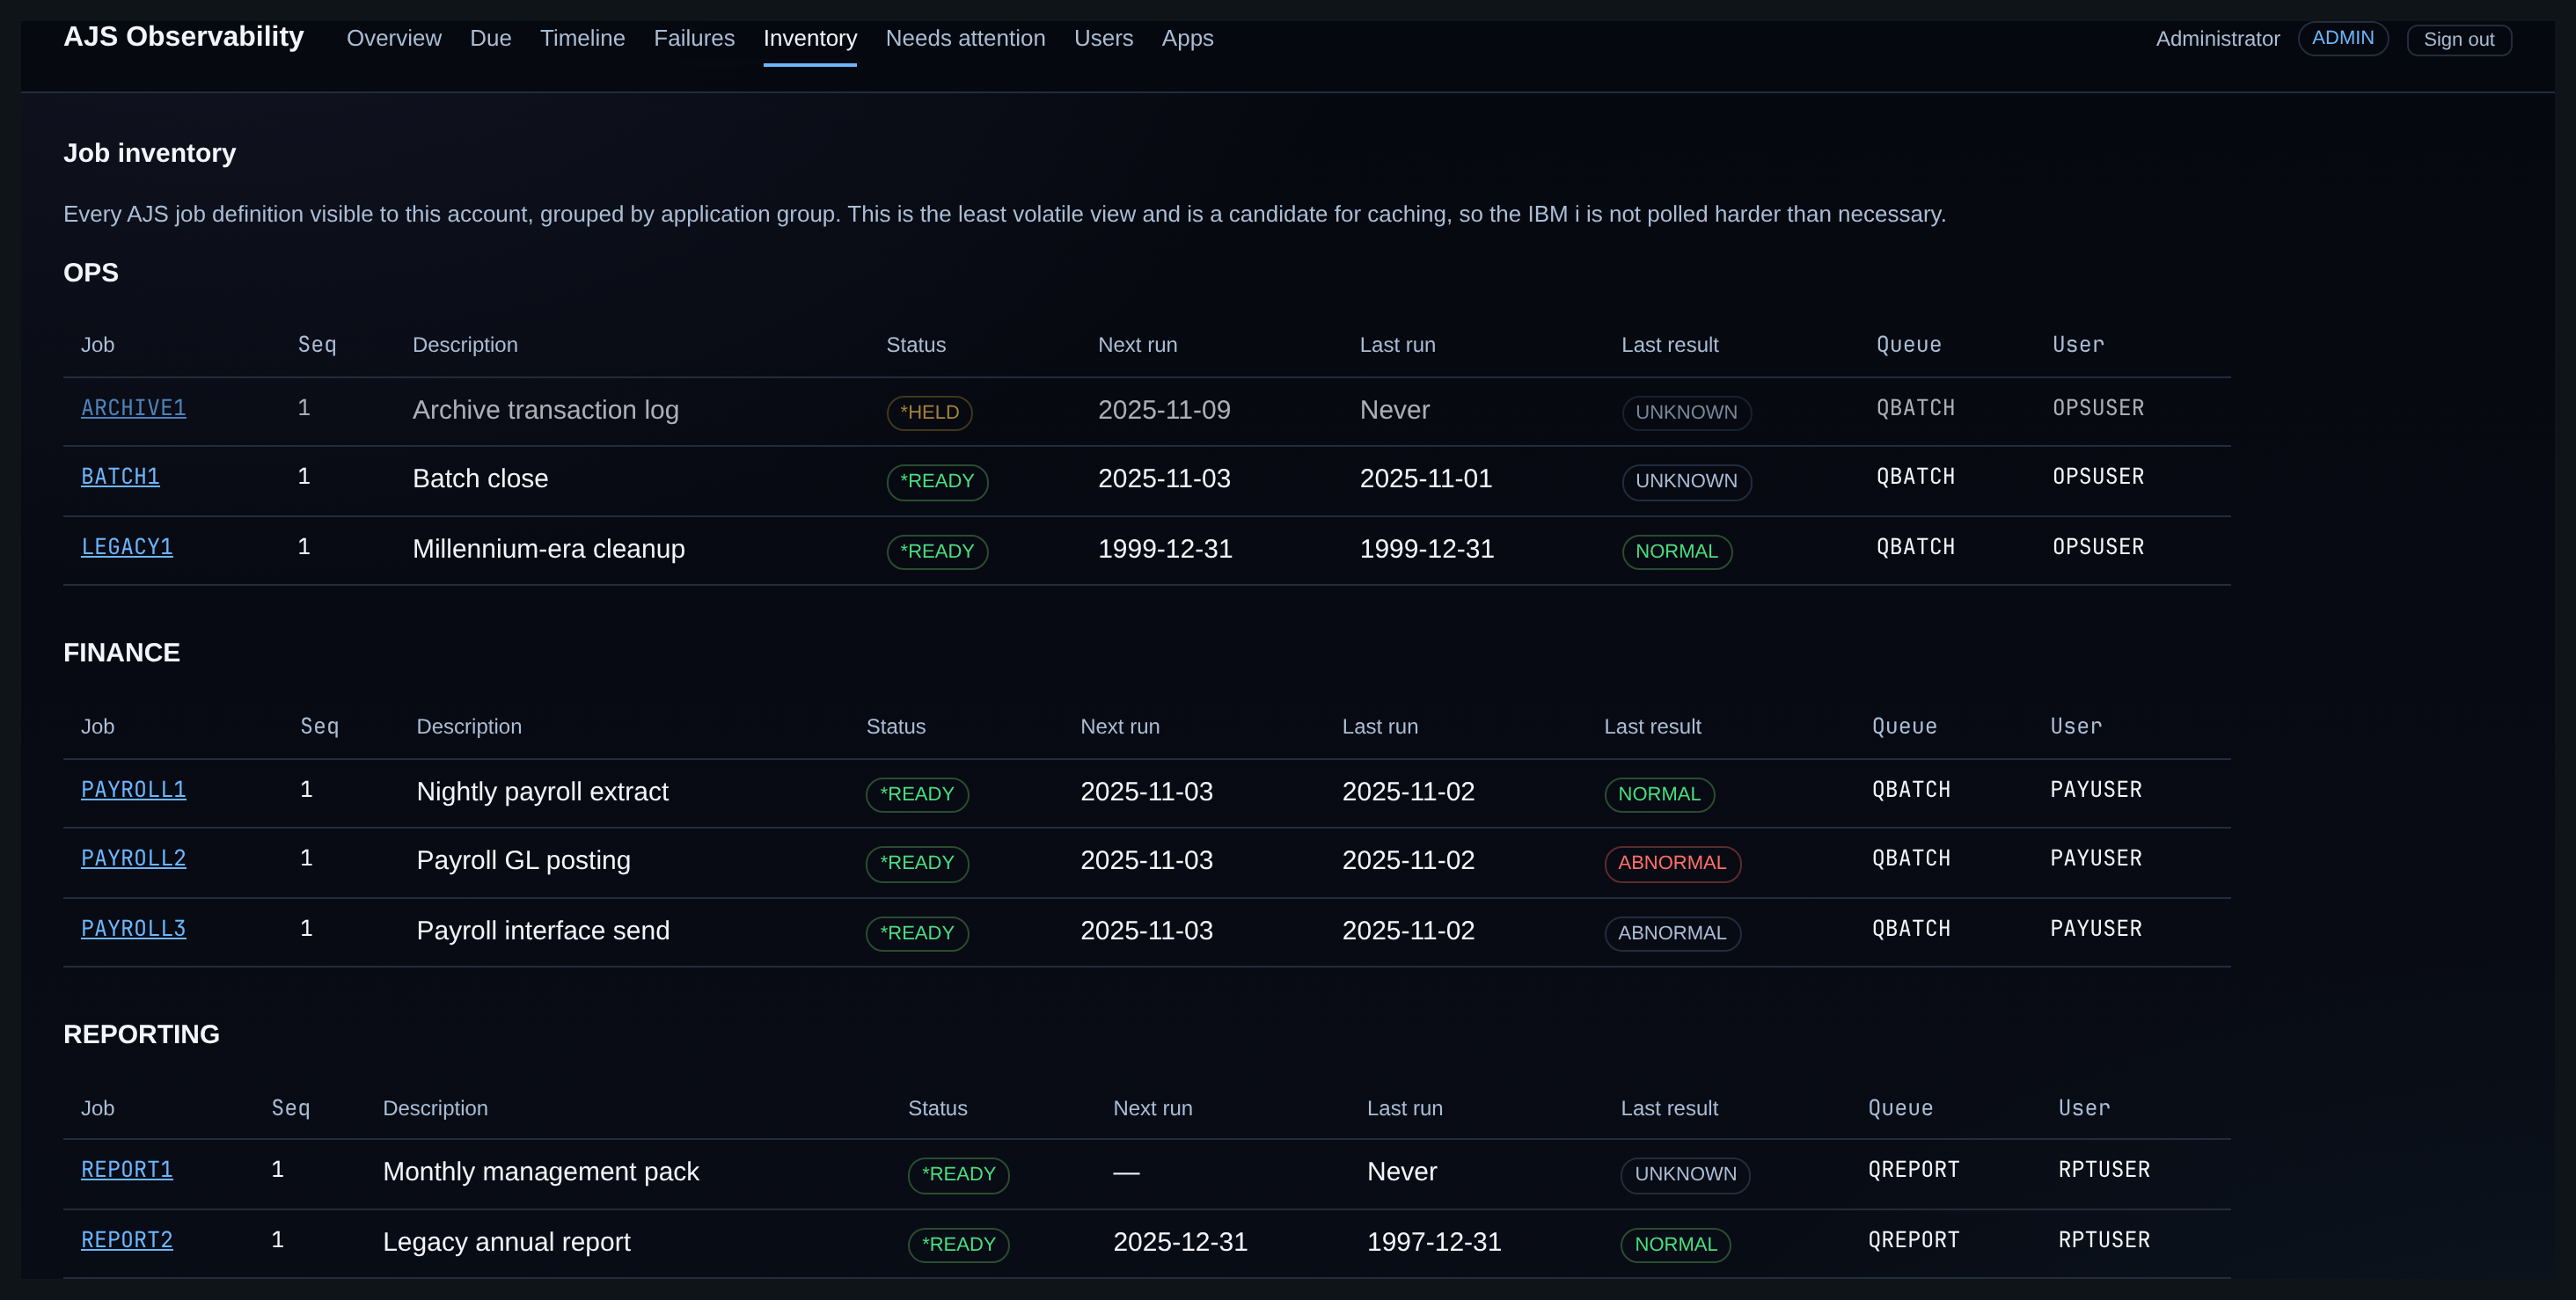 AJS Observability Overview Due Timeline Failures Inventory Needs attention Users Apps Administrator ADMIN Sign out
Job inventory
Every AJS job definition visible to this account, grouped by application group. This is the least volatile view and is a candidate for caching, so the IBM i is not polled harder than necessary.
OPS
Job Seq Description Status Next run Last run Last result Queue User
ARCHIVE1 1 Archive transaction log *HELD 2025-11-09 Never UNKNOWN QBATCH OPSUSER
BATCH1 1 Batch close *READY 2025-11-03 2025-11-01 UNKNOWN QBATCH OPSUSER
LEGACY1 1 Millennium-era cleanup *READY 1999-12-31 1999-12-31 NORMAL QBATCH OPSUSER
FINANCE
Job Seq Description Status Next run Last run Last result Queue User
PAYROLL1 1 Nightly payroll extract *READY 2025-11-03 2025-11-02 NORMAL QBATCH PAYUSER
PAYROLL2 1 Payroll GL posting *READY 2025-11-03 2025-11-02 ABNORMAL QBATCH PAYUSER
PAYROLL3 1 Payroll interface send *READY 2025-11-03 2025-11-02 ABNORMAL QBATCH PAYUSER
REPORTING
Job Seq Description Status Next run Last run Last result Queue User
REPORT1 1 Monthly management pack *READY — Never UNKNOWN QREPORT RPTUSER
REPORT2 1 Legacy annual report *READY 2025-12-31 1997-12-31 NORMAL QREPORT RPTUSER